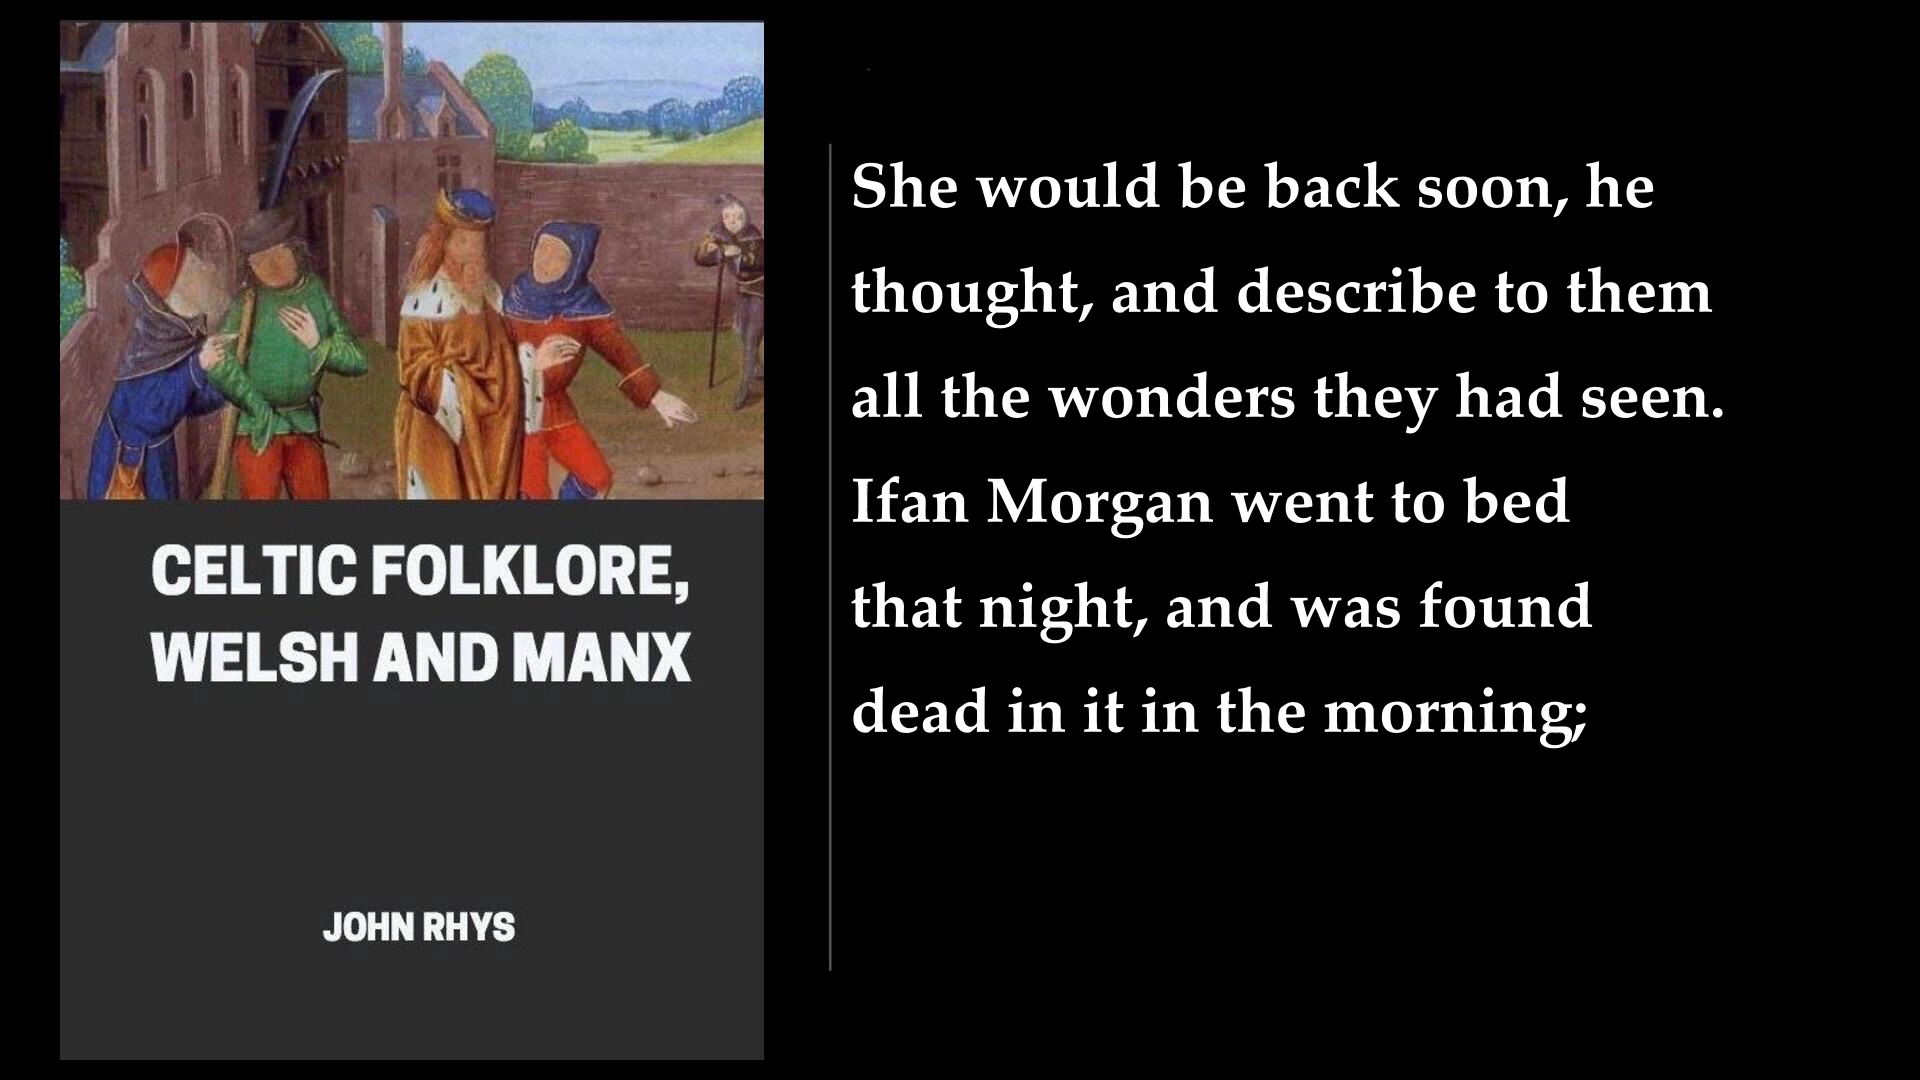 CELTIC FOLKLORE,
WELSH AND MANX
JOHN RHYS
She would be back soon, he
thought, and describe to them
all the wonders they had seen.
Ifan Morgan went to bed
that night, and was found
dead in it in the morning;